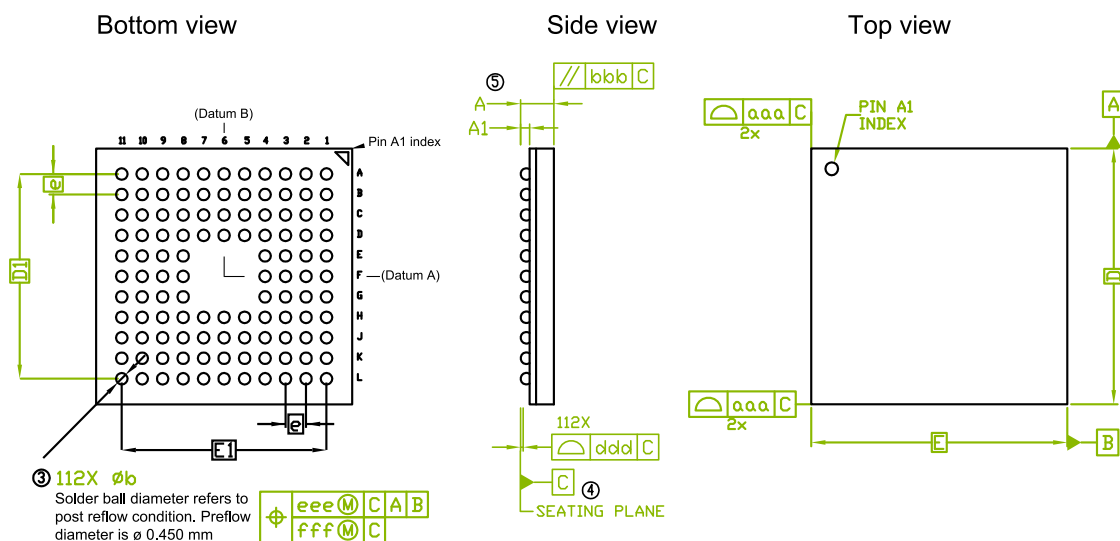 Bottom view
Side view
Top view
(Datum B)
11 10 9 8 7 6 5 4 3 2 1
Pin A1 index
A
B
C
D
E
F
G
H
J
K
L
(Datum A)
e
D1
e
E1
③ 112X Øb
Solder ball diameter refers to
post reflow condition. Preflow
diameter is ø 0.450 mm
⌖ eee Ⓜ C A B
fff Ⓜ C
⑤
// bbb C
A
A1
112X
⌓ ddd C
C ④
SEATING PLANE
⌓ aaa C
2x
PIN A1
INDEX
A
D
⌓ aaa C
2x
E
B